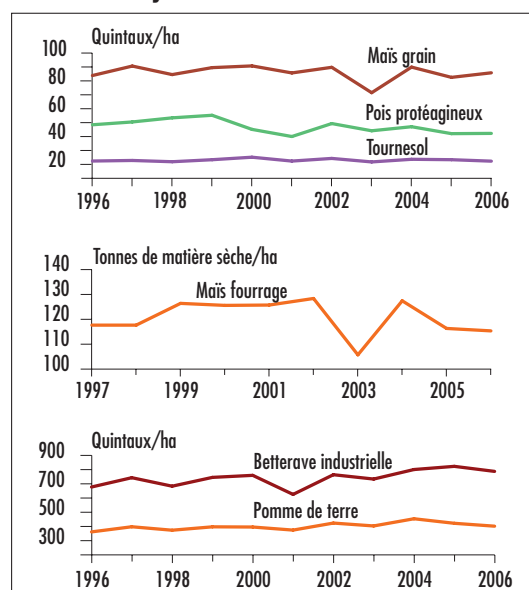 Quintaux/ha
100
80
60
40
20
Maïs grain
Pois protéagineux
Tournesol
1996 1998 2000 2002 2004 2006
Tonnes de matière sèche/ha
140
130
120
110
100
Maïs fourrage
1997 1999 2001 2003 2005
Quintaux/ha
900
700
500
300
Betterave industrielle
Pomme de terre
1996 1998 2000 2002 2004 2006